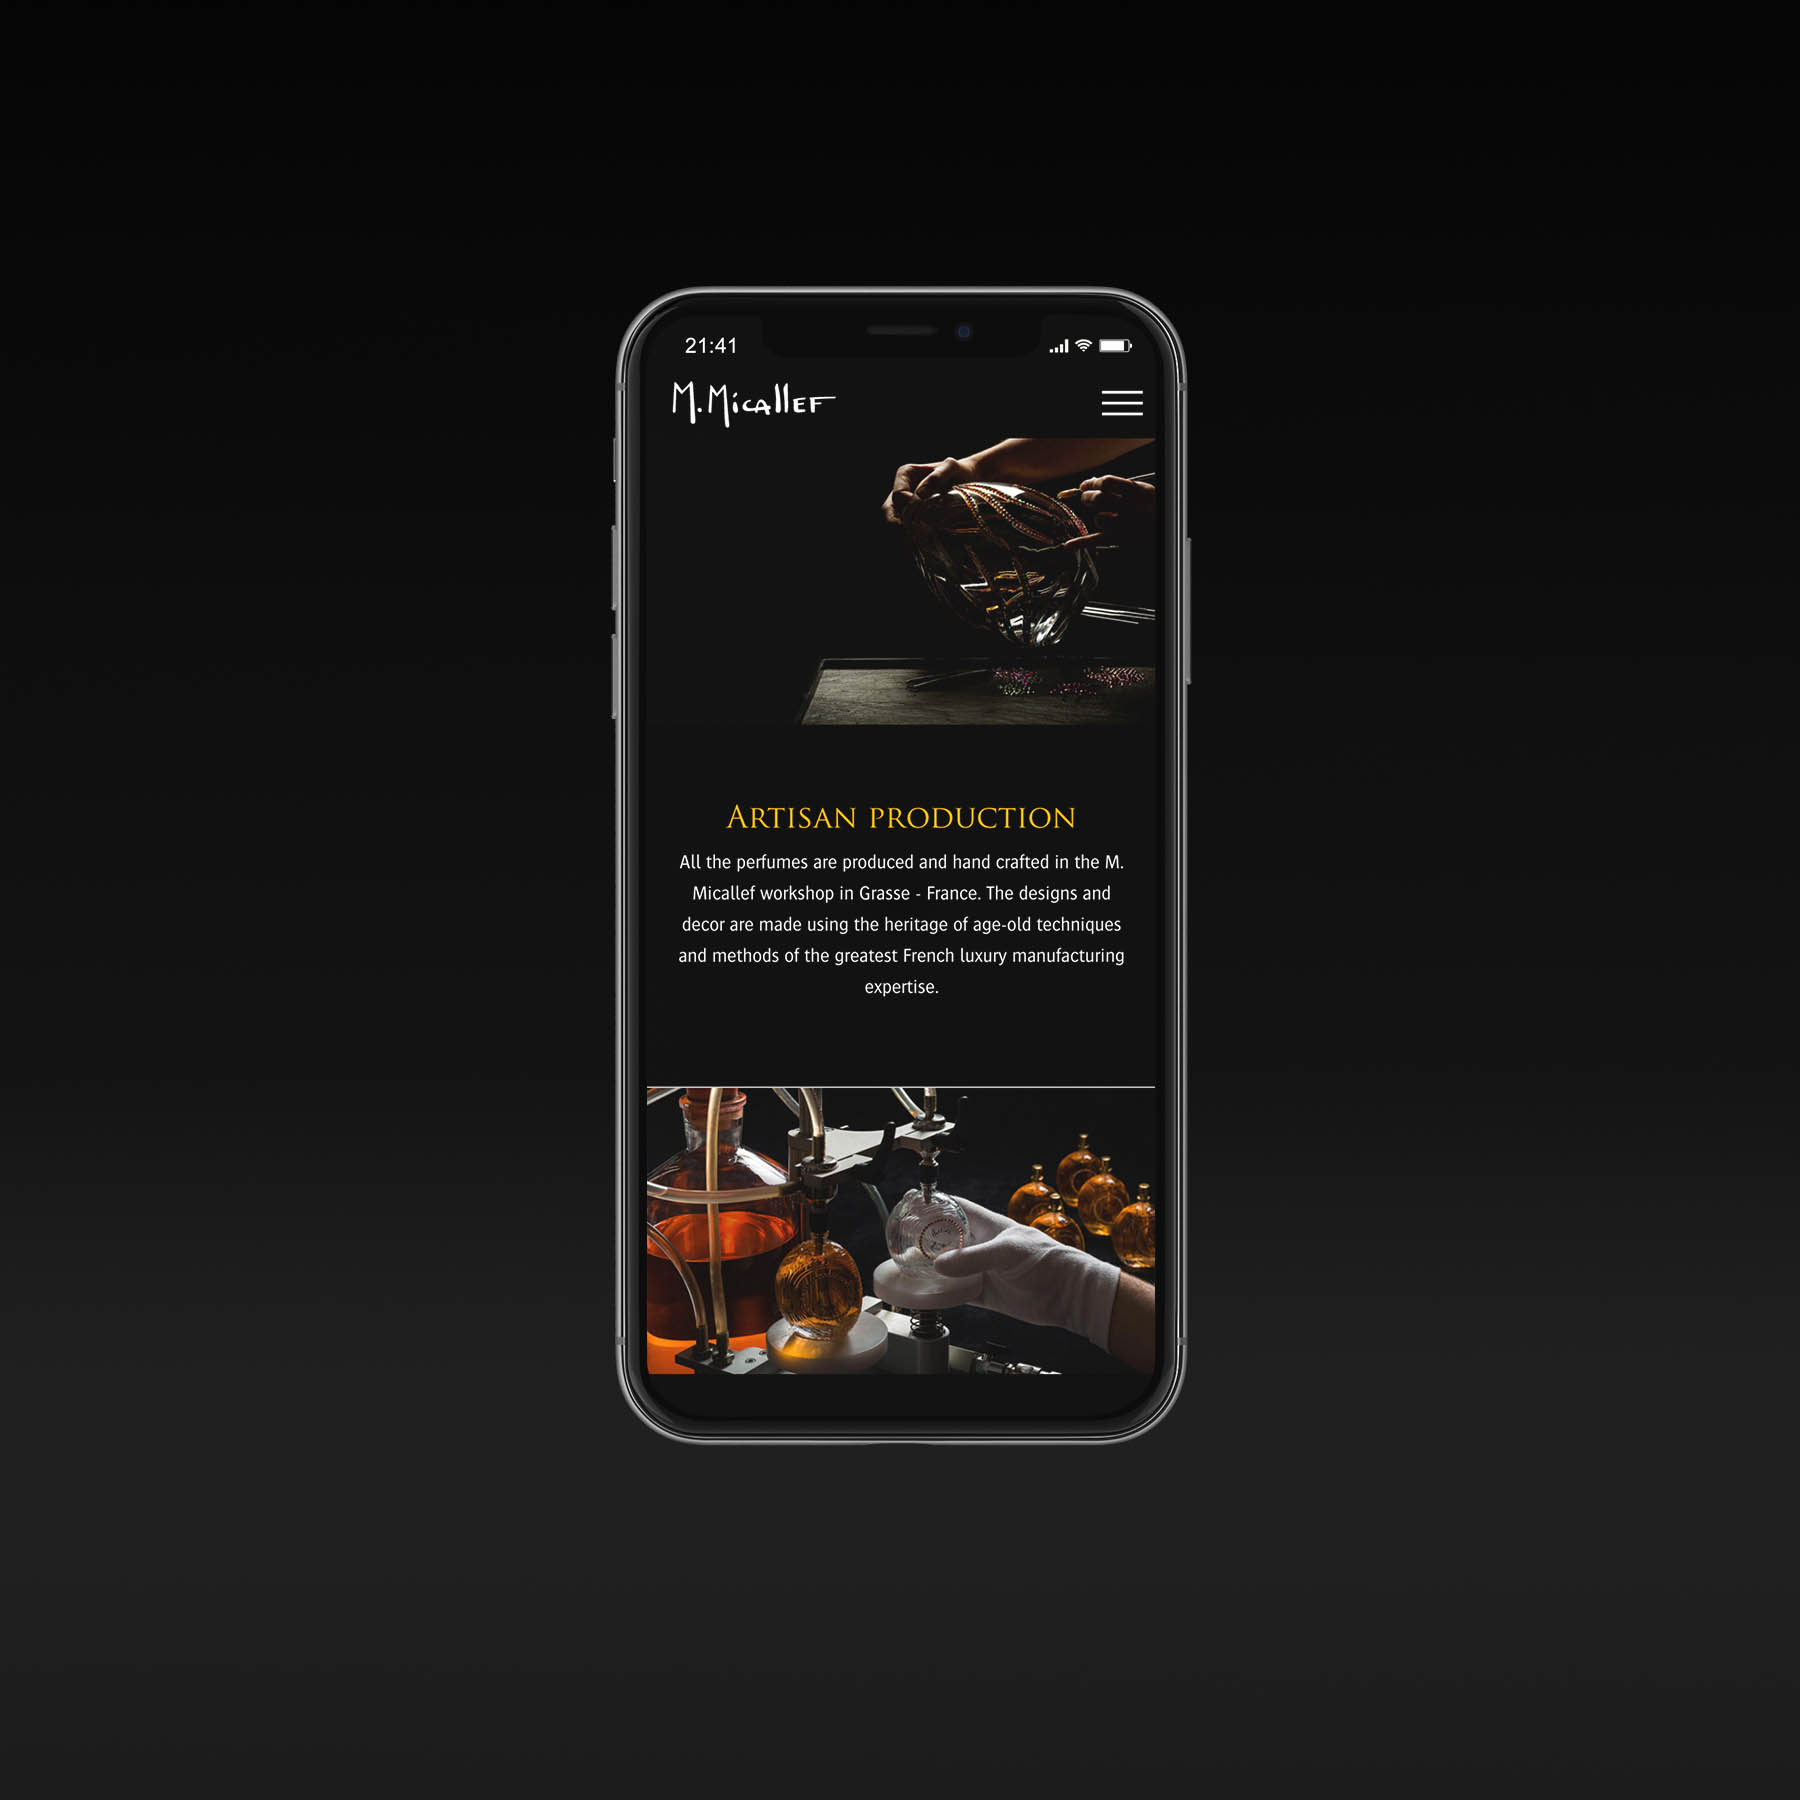 21:41
M. Micallef
Artisan production
All the perfumes are produced and hand crafted in the M.
Micallef workshop in Grasse - France. The designs and
decor are made using the heritage of age-old techniques
and methods of the greatest French luxury manufacturing
expertise.